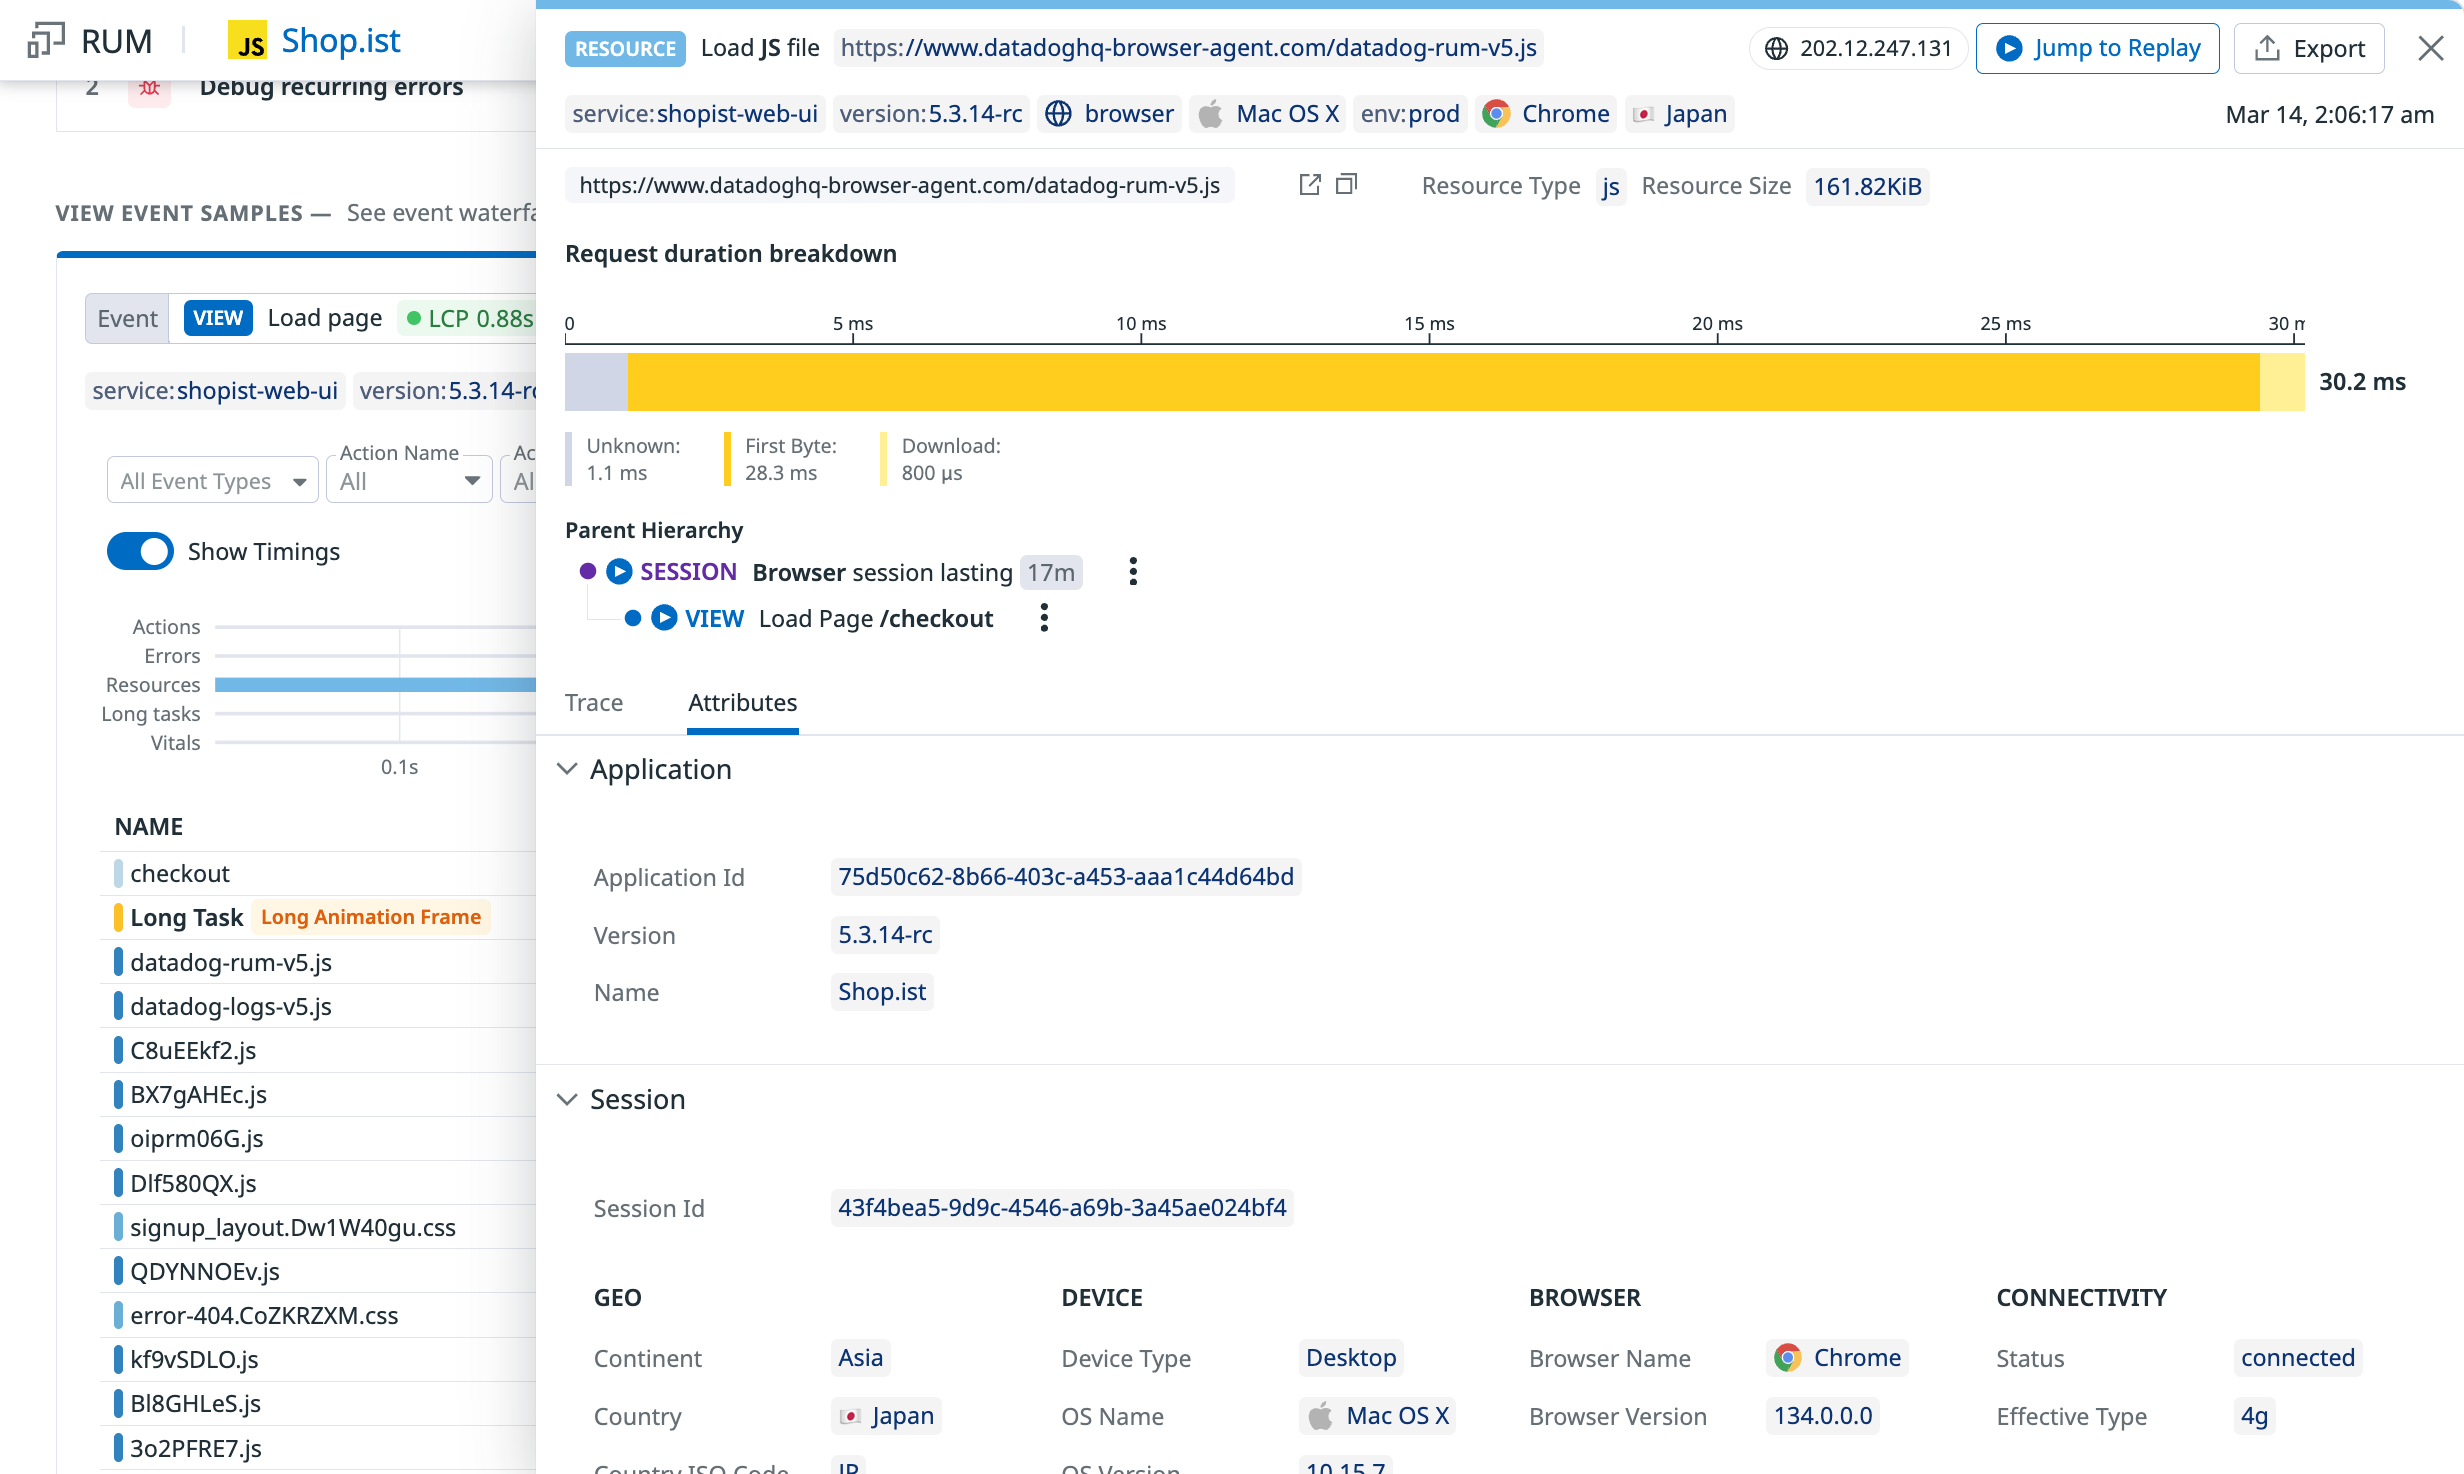 RUM
JS Shop.ist
2 Debug recurring errors
VIEW EVENT SAMPLES — See event waterfa
Event VIEW Load page LCP 0.88s
service:shopist-web-ui version:5.3.14-rc
All Event Types
Action Name
All
Ac
Al
Show Timings
Actions
Errors
Resources
Long tasks
Vitals
0.1s
NAME
checkout
Long Task Long Animation Frame
datadog-rum-v5.js
datadog-logs-v5.js
C8uEEkf2.js
BX7gAHEc.js
oiprm06G.js
Dlf580QX.js
signup_layout.Dw1W40gu.css
QDYNNOEv.js
error-404.CoZKRZXM.css
kf9vSDLO.js
Bl8GHLeS.js
3o2PFRE7.js
RESOURCE Load JS file https://www.datadoghq-browser-agent.com/datadog-rum-v5.js
202.12.247.131 Jump to Replay Export
service:shopist-web-ui version:5.3.14-rc browser Mac OS X env:prod Chrome Japan
Mar 14, 2:06:17 am
https://www.datadoghq-browser-agent.com/datadog-rum-v5.js
Resource Type js Resource Size 161.82KiB
Request duration breakdown
0 5 ms 10 ms 15 ms 20 ms 25 ms 30 m
30.2 ms
Unknown:
1.1 ms
First Byte:
28.3 ms
Download:
800 µs
Parent Hierarchy
SESSION Browser session lasting 17m
VIEW Load Page /checkout
Trace Attributes
Application
Application Id 75d50c62-8b66-403c-a453-aaa1c44d64bd
Version 5.3.14-rc
Name Shop.ist
Session
Session Id 43f4bea5-9d9c-4546-a69b-3a45ae024bf4
GEO DEVICE BROWSER CONNECTIVITY
Continent Asia Device Type Desktop Browser Name Chrome Status connected
Country Japan OS Name Mac OS X Browser Version 134.0.0.0 Effective Type 4g
Country ISO Code JP OS Version 10.15.7